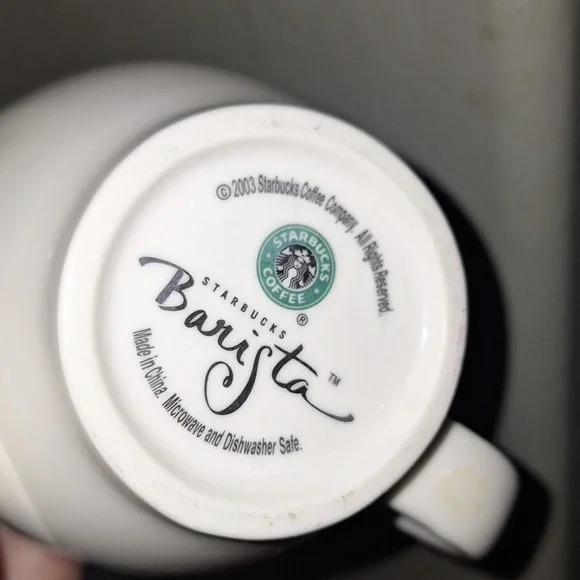 © 2003 Starbucks Coffee Company. All Rights Reserved.
STARBUCKS
COFFEE
®
STARBUCKS
Barista™
Made in China. Microwave and Dishwasher Safe.